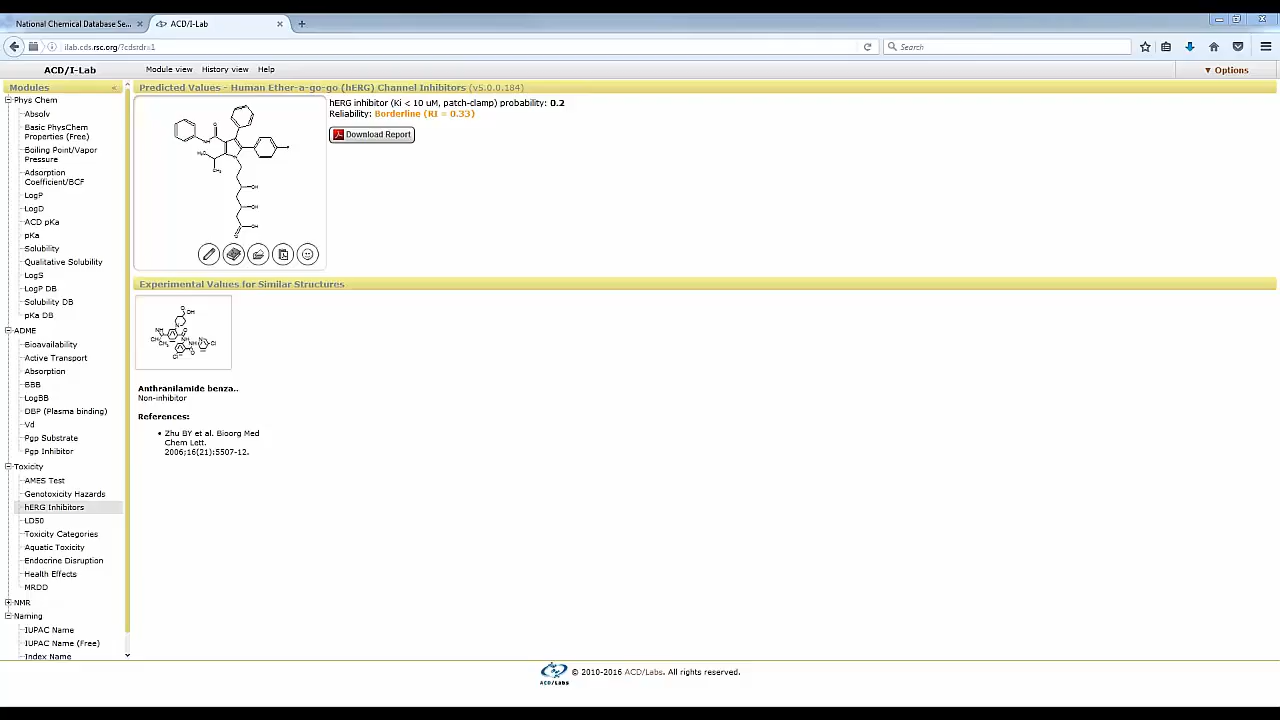 National Chemical Database Se...
ACD/I-Lab
ilab.cds.rsc.org/?cdsrdr=1
Search
ACD/I-Lab
Module view
History view
Help
▼ Options
Modules
«
Predicted Values - Human Ether-a-go-go (hERG) Channel Inhibitors (v5.0.0.184)
Phys Chem
Absolv
Basic PhysChem
Properties (Free)
Boiling Point/Vapor
Pressure
Adsorption
Coefficient/BCF
LogP
LogD
ACD pKa
pKa
Solubility
Qualitative Solubility
LogS
LogP DB
Solubility DB
pKa DB
ADME
Bioavailability
Active Transport
Absorption
BBB
LogBB
DBP (Plasma binding)
Vd
Pgp Substrate
Pgp Inhibitor
Toxicity
AMES Test
Genotoxicity Hazards
hERG Inhibitors
LD50
Toxicity Categories
Aquatic Toxicity
Endocrine Disruption
Health Effects
MRDD
NMR
Naming
IUPAC Name
IUPAC Name (Free)
Index Name
hERG inhibitor (Ki < 10 uM, patch-clamp) probability: 0.2
Reliability: Borderline (RI = 0.33)
Download Report
Experimental Values for Similar Structures
Anthranilamide benza..
Non-inhibitor
References:
• Zhu BY et al. Bioorg Med
Chem Lett.
2006;16(21):5507-12.
ACD/LABS
© 2010-2016 ACD/Labs. All rights reserved.